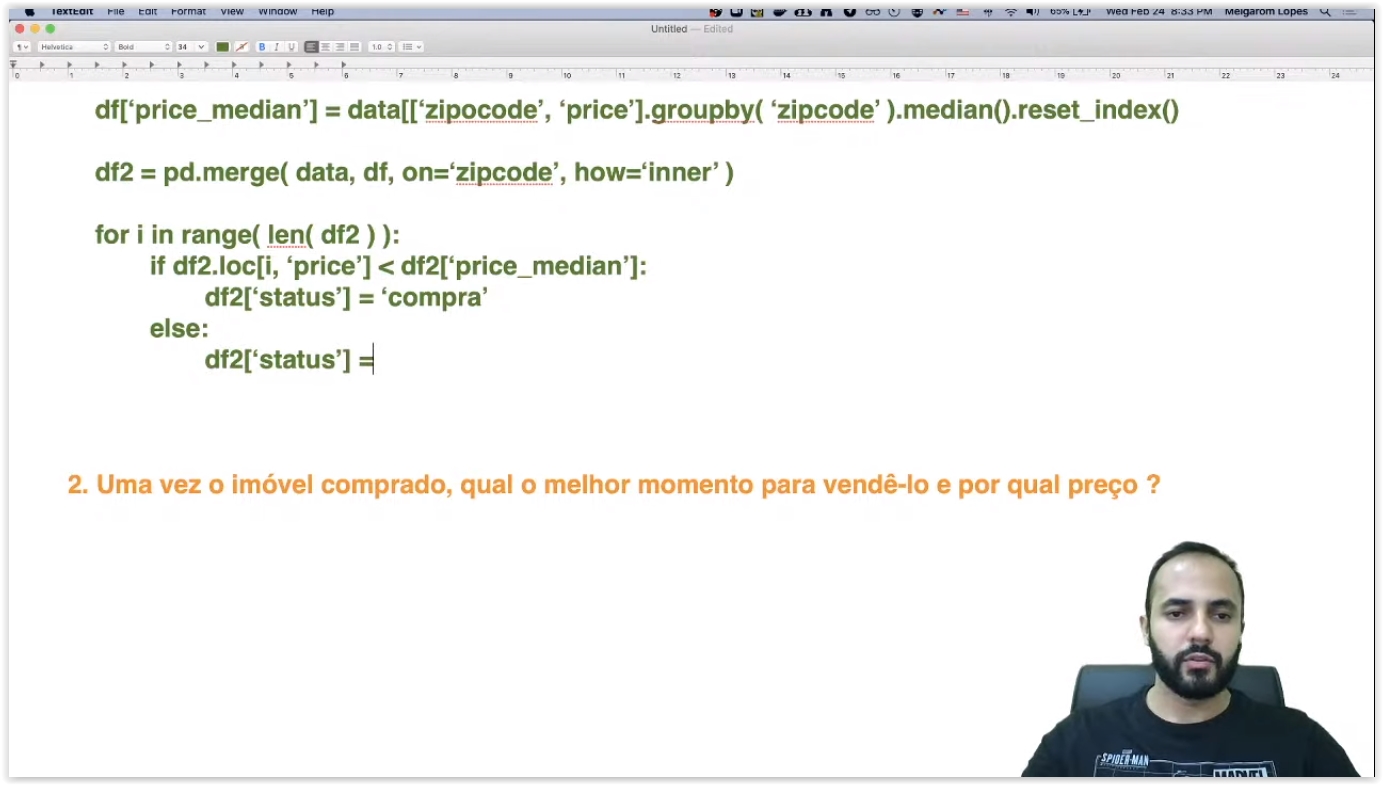 TextEdit File Edit Format View Window Help 65% Wed Feb 24 8:33 PM Meigarom Lopes
Untitled — Edited
Helvetica Bold 34 B I U 1.0
0 1 2 3 4 5 6 7 8 9 10 11 12 13 14 15 16 17 18 19 20 21 22 23 24
df[‘price_median’] = data[[‘zipocode’, ‘price’].groupby( ‘zipcode’ ).median().reset_index()
df2 = pd.merge( data, df, on=‘zipcode’, how=‘inner’ )
for i in range( len( df2 ) ):
if df2.loc[i, ‘price’] < df2[‘price_median’]:
df2[‘status’] = ‘compra’
else:
df2[‘status’] =
2. Uma vez o imóvel comprado, qual o melhor momento para vendê-lo e por qual preço ?
SPIDER-MAN
MARVEL